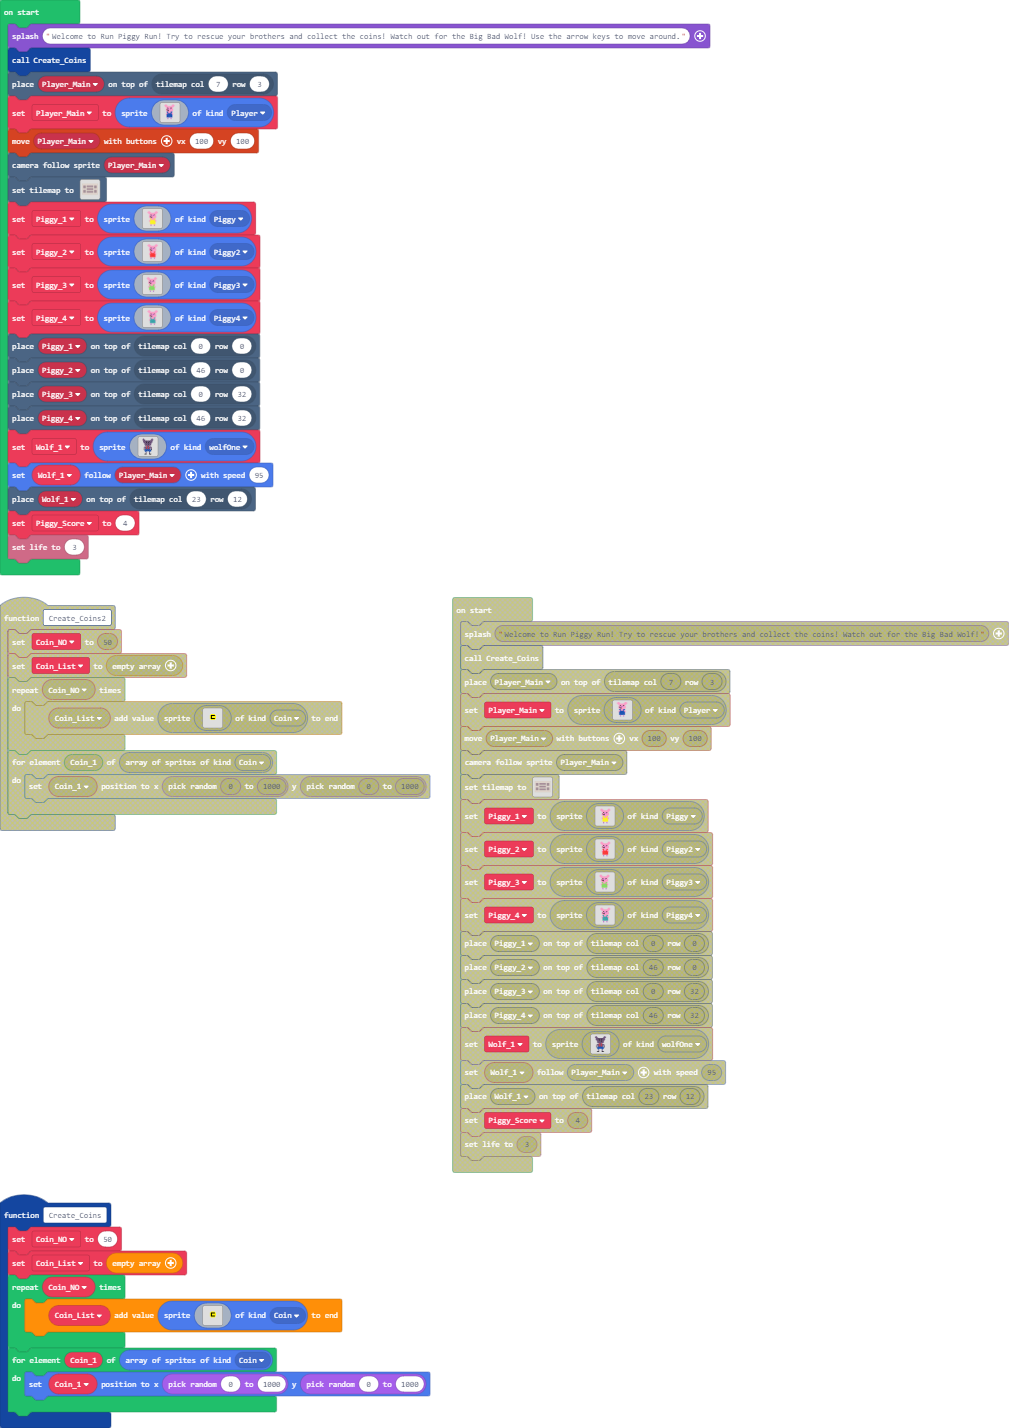 on start
splash "Welcome to Run Piggy Run! Try to rescue your brothers and collect the coins! Watch out for the Big Bad Wolf! Use the arrow keys to move around."
call Create_Coins
place Player_Main on top of tilemap col 7 row 3
set Player_Main to sprite of kind Player
move Player_Main with buttons vx 100 vy 100
camera follow sprite Player_Main
set tilemap to
set Piggy_1 to sprite of kind Piggy
set Piggy_2 to sprite of kind Piggy2
set Piggy_3 to sprite of kind Piggy3
set Piggy_4 to sprite of kind Piggy4
place Piggy_1 on top of tilemap col 0 row 0
place Piggy_2 on top of tilemap col 46 row 0
place Piggy_3 on top of tilemap col 0 row 32
place Piggy_4 on top of tilemap col 46 row 32
set Wolf_1 to sprite of kind wolfOne
set Wolf_1 follow Player_Main with speed 95
place Wolf_1 on top of tilemap col 23 row 12
set Piggy_Score to 4
set life to 3
function Create_Coins2
set Coin_NO to 50
set Coin_List to empty array
repeat Coin_NO times
do
Coin_List add value sprite of kind Coin to end
for element Coin_1 of array of sprites of kind Coin
do set Coin_1 position to x pick random 0 to 1000 y pick random 0 to 1000
on start
splash "Welcome to Run Piggy Run! Try to rescue your brothers and collect the coins! Watch out for the Big Bad Wolf!"
call Create_Coins
place Player_Main on top of tilemap col 7 row 3
set Player_Main to sprite of kind Player
move Player_Main with buttons vx 100 vy 100
camera follow sprite Player_Main
set tilemap to
set Piggy_1 to sprite of kind Piggy
set Piggy_2 to sprite of kind Piggy2
set Piggy_3 to sprite of kind Piggy3
set Piggy_4 to sprite of kind Piggy4
place Piggy_1 on top of tilemap col 0 row 0
place Piggy_2 on top of tilemap col 46 row 0
place Piggy_3 on top of tilemap col 0 row 32
place Piggy_4 on top of tilemap col 46 row 32
set Wolf_1 to sprite of kind wolfOne
set Wolf_1 follow Player_Main with speed 95
place Wolf_1 on top of tilemap col 23 row 12
set Piggy_Score to 4
set life to 3
function Create_Coins
set Coin_NO to 50
set Coin_List to empty array
repeat Coin_NO times
do
Coin_List add value sprite of kind Coin to end
for element Coin_1 of array of sprites of kind Coin
do set Coin_1 position to x pick random 0 to 1000 y pick random 0 to 1000